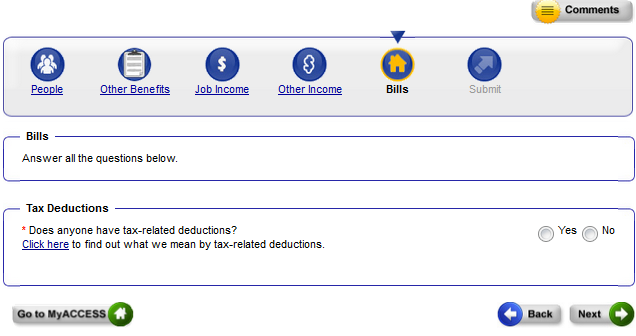 Comments
People Other Benefits Job Income Other Income Bills Submit
Bills
Answer all the questions below.
Tax Deductions
* Does anyone have tax-related deductions? Yes No
Click here to find out what we mean by tax-related deductions.
Go to MyACCESS Back Next